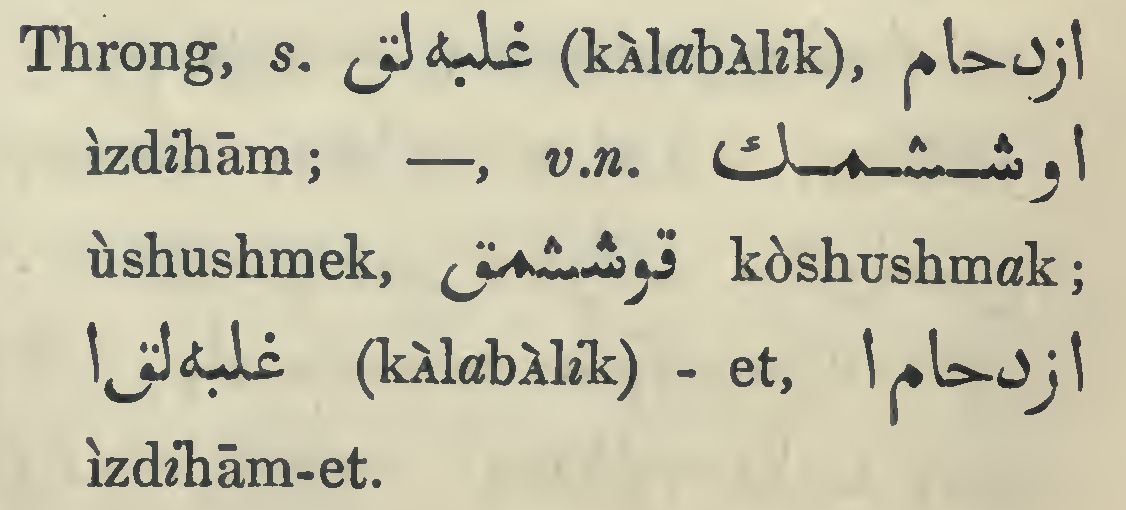 Throng, s. غلبه‌لق (kàlabàlik), ازدحام
ìzdihām; —, v.n. اوششمك
ùshushmek, قوششمق kòshushmak;
غلبه‌لق ا (kàlabàlik) - et, ازدحام ا
ìzdihām-et.